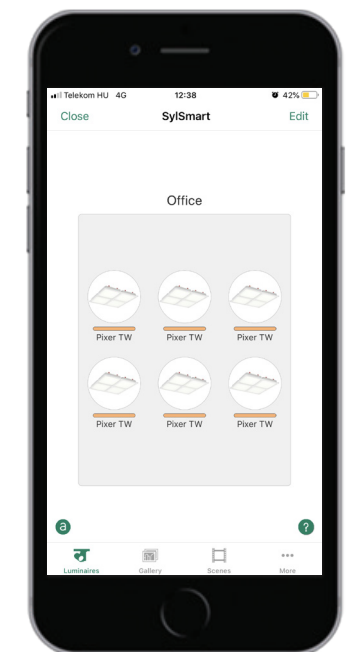 Telekom HU 4G 12:38 42%
Close SylSmart Edit
Office
Pixer TW Pixer TW Pixer TW
Pixer TW Pixer TW Pixer TW
a ?
Luminaires Gallery Scenes More